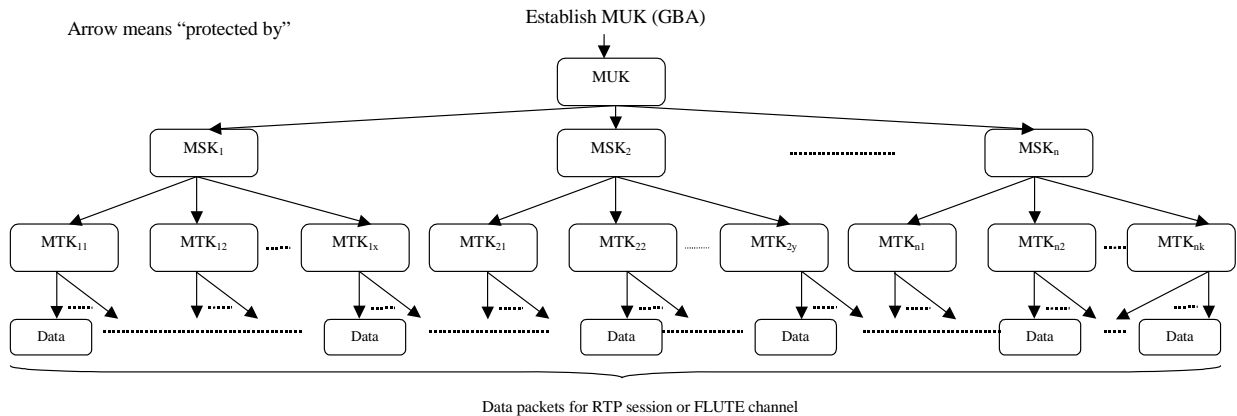 Establish MUK (GBA)
Arrow means “protected by”
MUK
MSK₁
MSK₂
MSKₙ
MTK₁₁
MTK₁₂
MTK₁ₓ
MTK₂₁
MTK₂₂
MTK₂y
MTKₙ₁
MTKₙ₂
MTKₙₖ
Data
Data
Data
Data
Data
Data
Data packets for RTP session or FLUTE channel